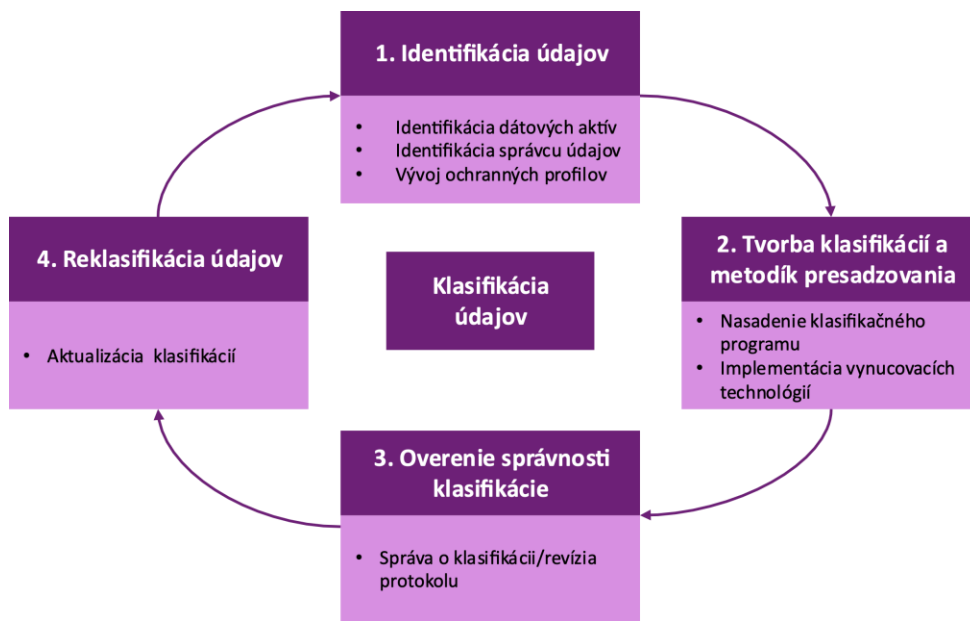 1. Identifikácia údajov
• Identifikácia dátových aktív
• Identifikácia správcu údajov
• Vývoj ochranných profilov
2. Tvorba klasifikácií a
metodík presadzovania
• Nasadenie klasifikačného
programu
• Implementácia vynucovacích
technológií
3. Overenie správnosti
klasifikácie
• Správa o klasifikácii/revízia
protokolu
4. Reklasifikácia údajov
• Aktualizácia klasifikácií
Klasifikácia
údajov